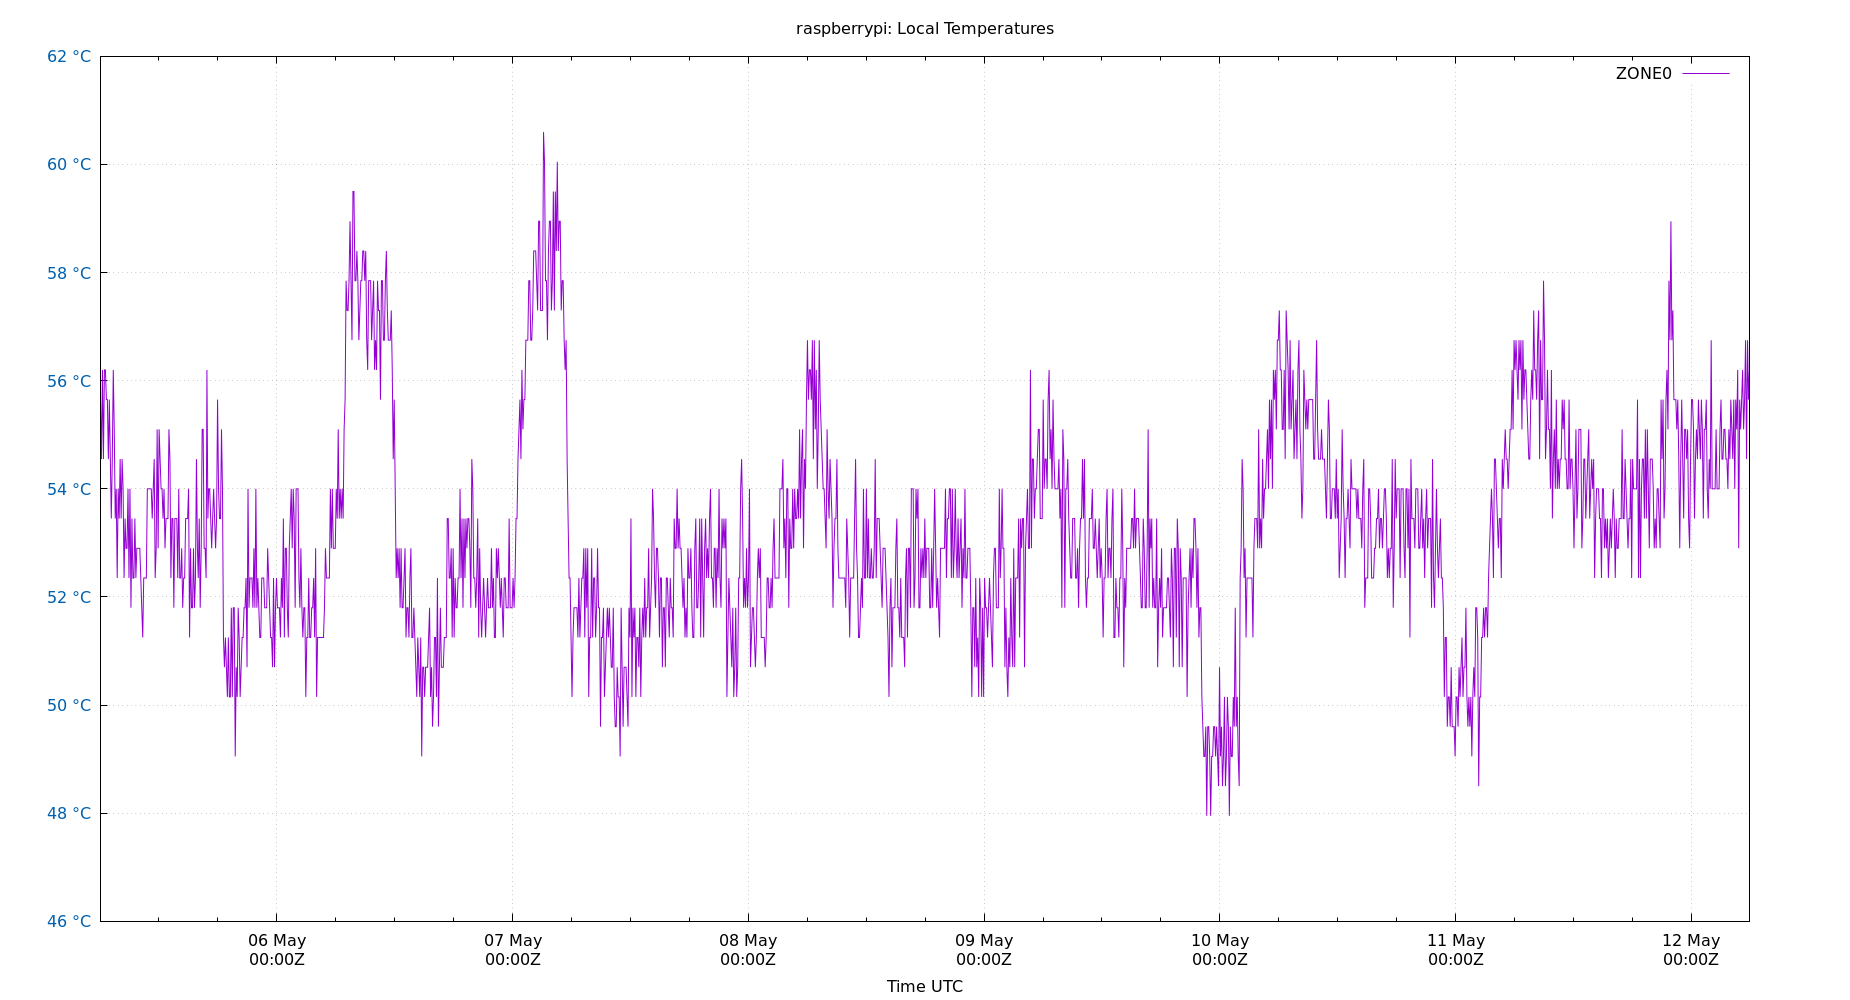 raspberrypi: Local Temperatures
62 °C
ZONE0
60 °C
58 °C
56 °C
54 °C
52 °C
50 °C
48 °C
46 °C
06 May 07 May 08 May 09 May 10 May 11 May 12 May
00:00Z 00:00Z 00:00Z 00:00Z 00:00Z 00:00Z 00:00Z
Time UTC